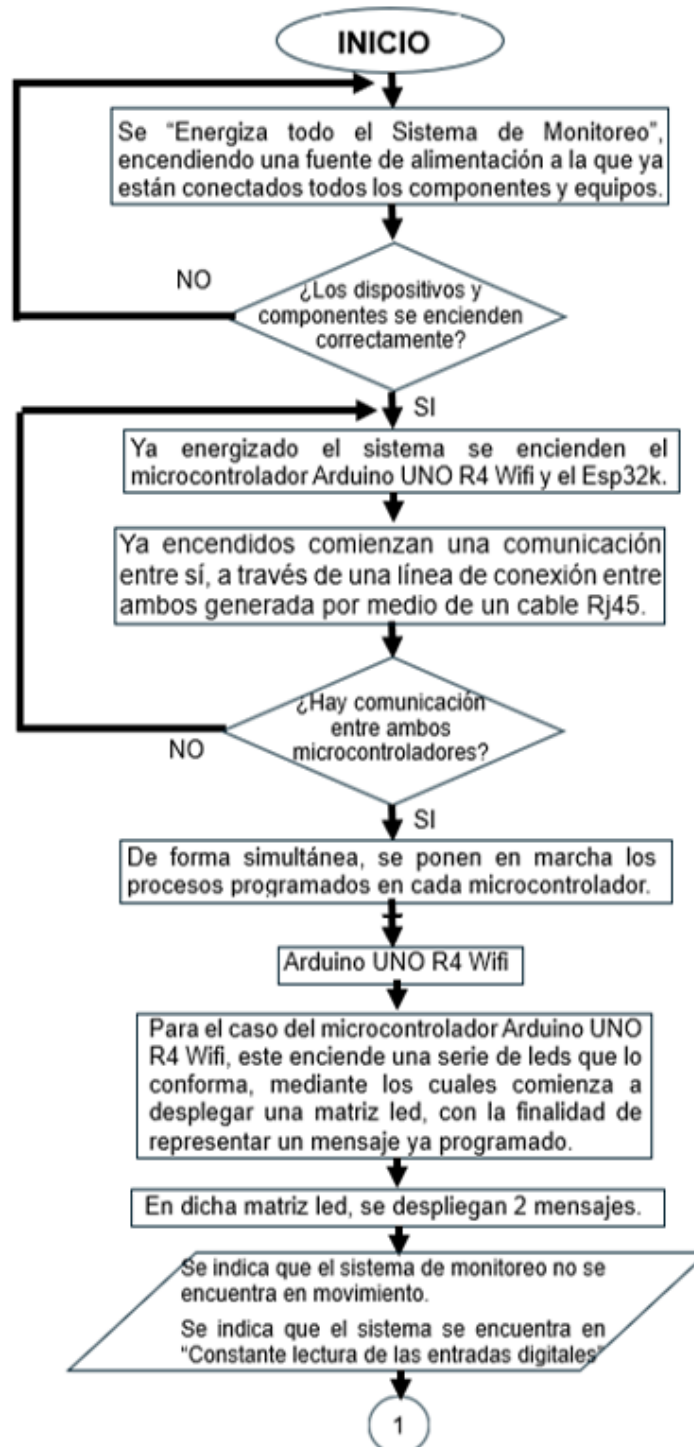 INICIO
Se “Energiza todo el Sistema de Monitoreo”,
encendiendo una fuente de alimentación a la que ya
están conectados todos los componentes y equipos.
NO
¿Los dispositivos y
componentes se encienden
correctamente?
SI
Ya energizado el sistema se encienden el
microcontrolador Arduino UNO R4 Wifi y el Esp32k.
Ya encendidos comienzan una comunicación
entre sí, a través de una línea de conexión entre
ambos generada por medio de un cable Rj45.
¿Hay comunicación
entre ambos
microcontroladores?
NO
SI
De forma simultánea, se ponen en marcha los
procesos programados en cada microcontrolador.
Arduino UNO R4 Wifi
Para el caso del microcontrolador Arduino UNO
R4 Wifi, este enciende una serie de leds que lo
conforma, mediante los cuales comienza a
desplegar una matriz led, con la finalidad de
representar un mensaje ya programado.
En dicha matriz led, se despliegan 2 mensajes.
Se indica que el sistema de monitoreo no se
encuentra en movimiento.
Se indica que el sistema se encuentra en
“Constante lectura de las entradas digitales”
1